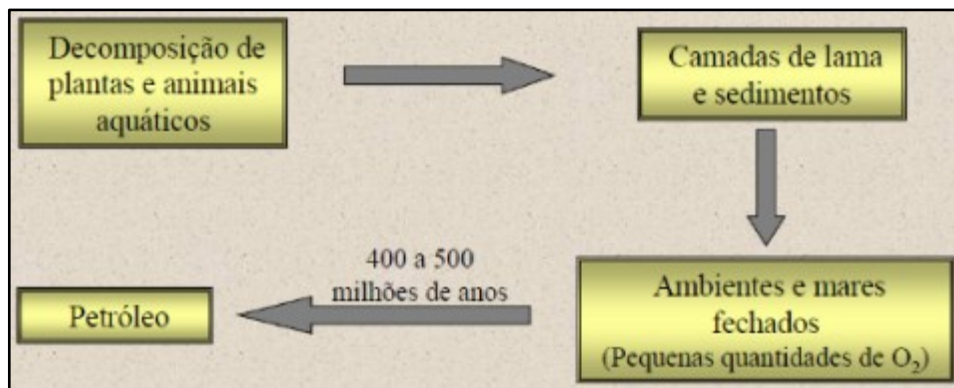 Decomposição de
plantas e animais
aquáticos
Camadas de lama
e sedimentos
Ambientes e mares
fechados
(Pequenas quantidades de O₂)
400 a 500
milhões de anos
Petróleo